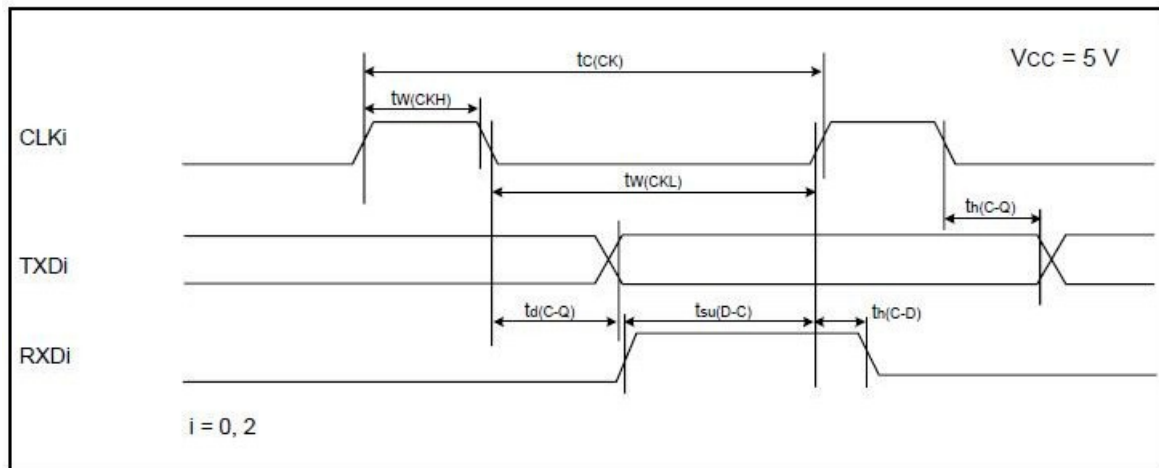 tC(CK)
VCC = 5 V
tW(CKH)
CLKi
tW(CKL)
th(C-Q)
TXDi
td(C-Q)
tsu(D-C)
th(C-D)
RXDi
i = 0, 2